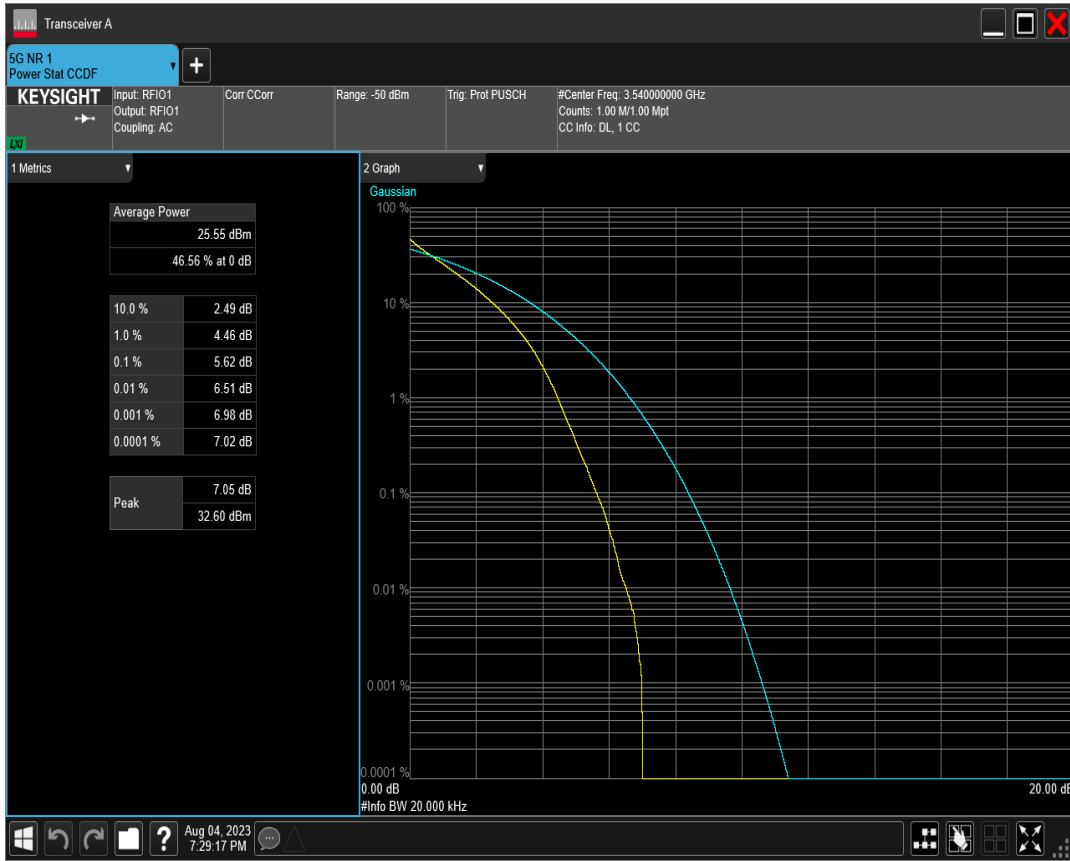 Transceiver A
5G NR 1
Power Stat CCDF
+
KEYSIGHT
LXI
Input: RFIO1
Output: RFIO1
Coupling: AC
Corr CCorr
Range: -50 dBm
Trig: Prot PUSCH
#Center Freq: 3.540000000 GHz
Counts: 1.00 M/1.00 Mpt
CC Info: DL, 1 CC
1 Metrics
Average Power
25.55 dBm
46.56 % at 0 dB
10.0 % 2.49 dB
1.0 % 4.46 dB
0.1 % 5.62 dB
0.01 % 6.51 dB
0.001 % 6.98 dB
0.0001 % 7.02 dB
Peak
7.05 dB
32.60 dBm
2 Graph
Gaussian
100 %
10 %
1 %
0.1 %
0.01 %
0.001 %
0.0001 %
0.00 dB
20.00 dB
#Info BW 20.000 kHz
?
Aug 04, 2023
7:29:17 PM